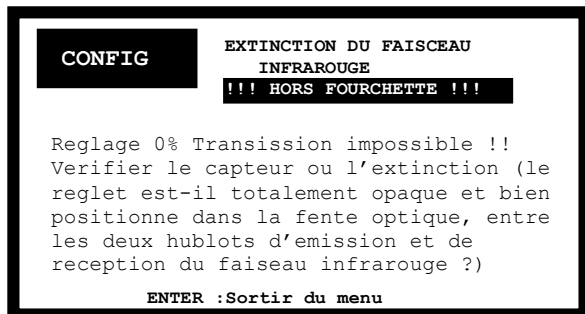 CONFIG
EXTINCTION DU FAISCEAU
INFRAROUGE
!!! HORS FOURCHETTE !!!
Reglage 0% Transission impossible !!
Verifier le capteur ou l’extinction (le
reglet est-il totalement opaque et bien
positionne dans la fente optique, entre
les deux hublots d’emission et de
reception du faiseau infrarouge ?)
ENTER :Sortir du menu